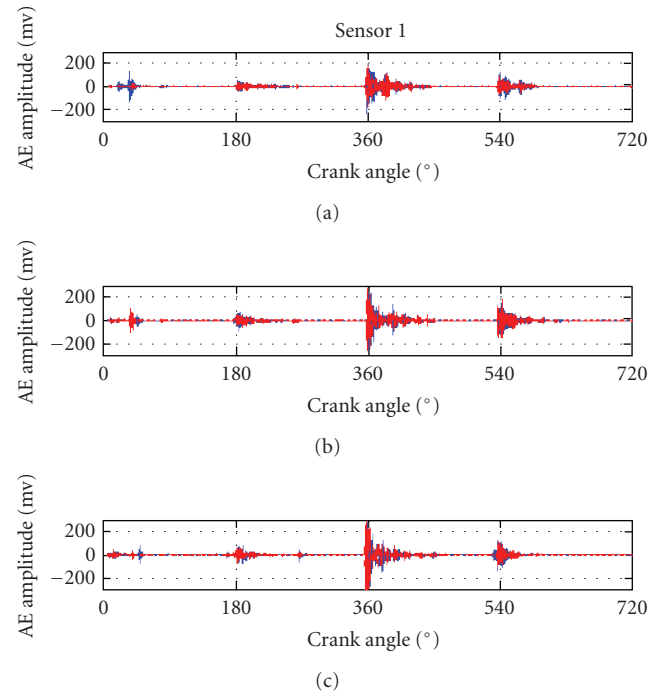 Sensor 1
AE amplitude (mv)
200
0
−200
0 180 360 540 720
Crank angle (°)
(a)
AE amplitude (mv)
200
0
−200
0 180 360 540 720
Crank angle (°)
(b)
AE amplitude (mv)
200
0
−200
0 180 360 540 720
Crank angle (°)
(c)